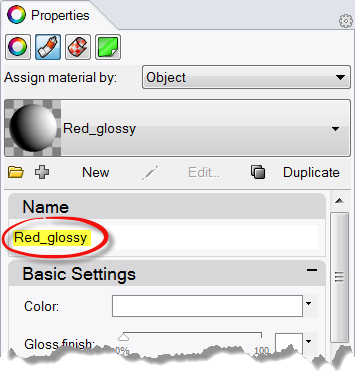 Properties
Assign material by: Object
Red_glossy
New Edit... Duplicate
Name
Red_glossy
Basic Settings
Color:
Gloss finish: 0% 100